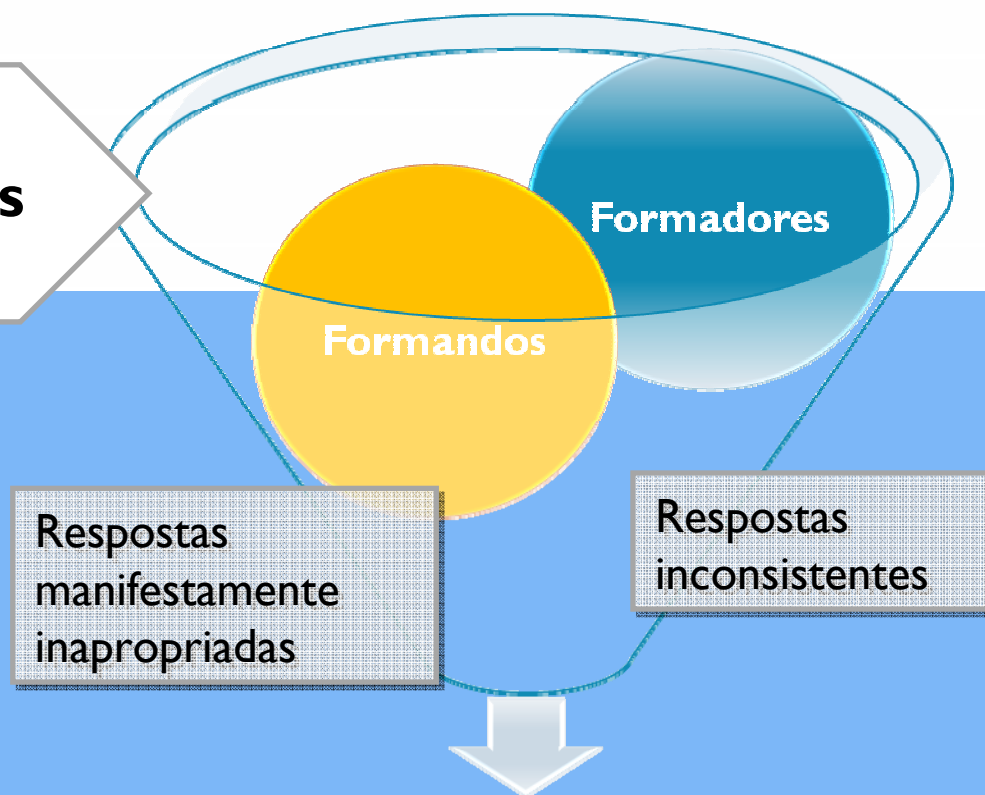 Formadores
Formandos
Respostas
manifestamente
inapropriadas
Respostas
inconsistentes